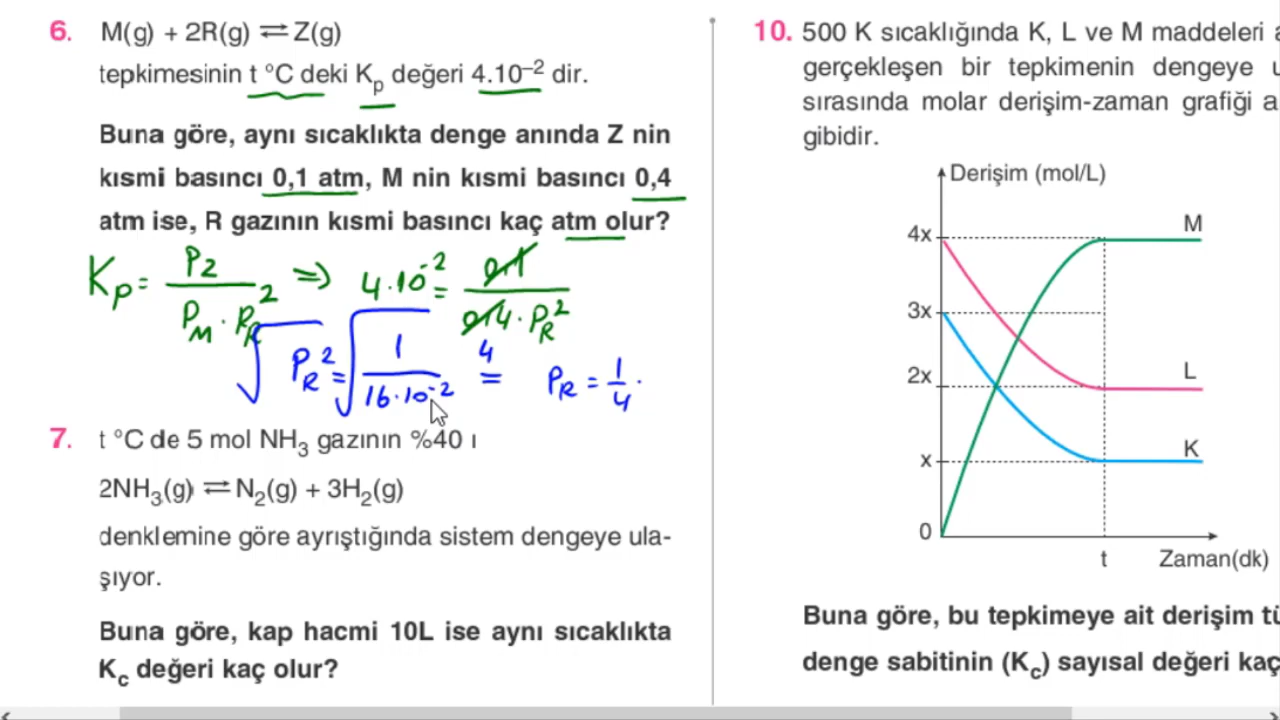 6. M(g) + 2R(g) ⇌ Z(g)
tepkimesinin t °C deki Kp değeri 4.10⁻² dir.
Buna göre, aynı sıcaklıkta denge anında Z nin
kısmi basıncı 0,1 atm, M nin kısmi basıncı 0,4
atm ise, R gazının kısmi basıncı kaç atm olur?
Kp = PZ / PM . PR² ⇒ 4.10⁻² = 0,1 / 0,4 . PR²
√PR² = √1 / 16.10⁻² = 4 PR = 1/4 .
7. t °C de 5 mol NH₃ gazının %40 ı
2NH₃(g) ⇌ N₂(g) + 3H₂(g)
denklemine göre ayrıştığında sistem dengeye ula-
şıyor.
Buna göre, kap hacmi 10L ise aynı sıcaklıkta
Kc değeri kaç olur?
10. 500 K sıcaklığında K, L ve M maddeleri a
gerçekleşen bir tepkimenin dengeye u
sırasında molar derişim-zaman grafiği a
gibidir.
Derişim (mol/L)
4x
M
3x
2x
L
x
K
0
t
Zaman(dk)
Buna göre, bu tepkimeye ait derişim tü
denge sabitinin (Kc) sayısal değeri kaç